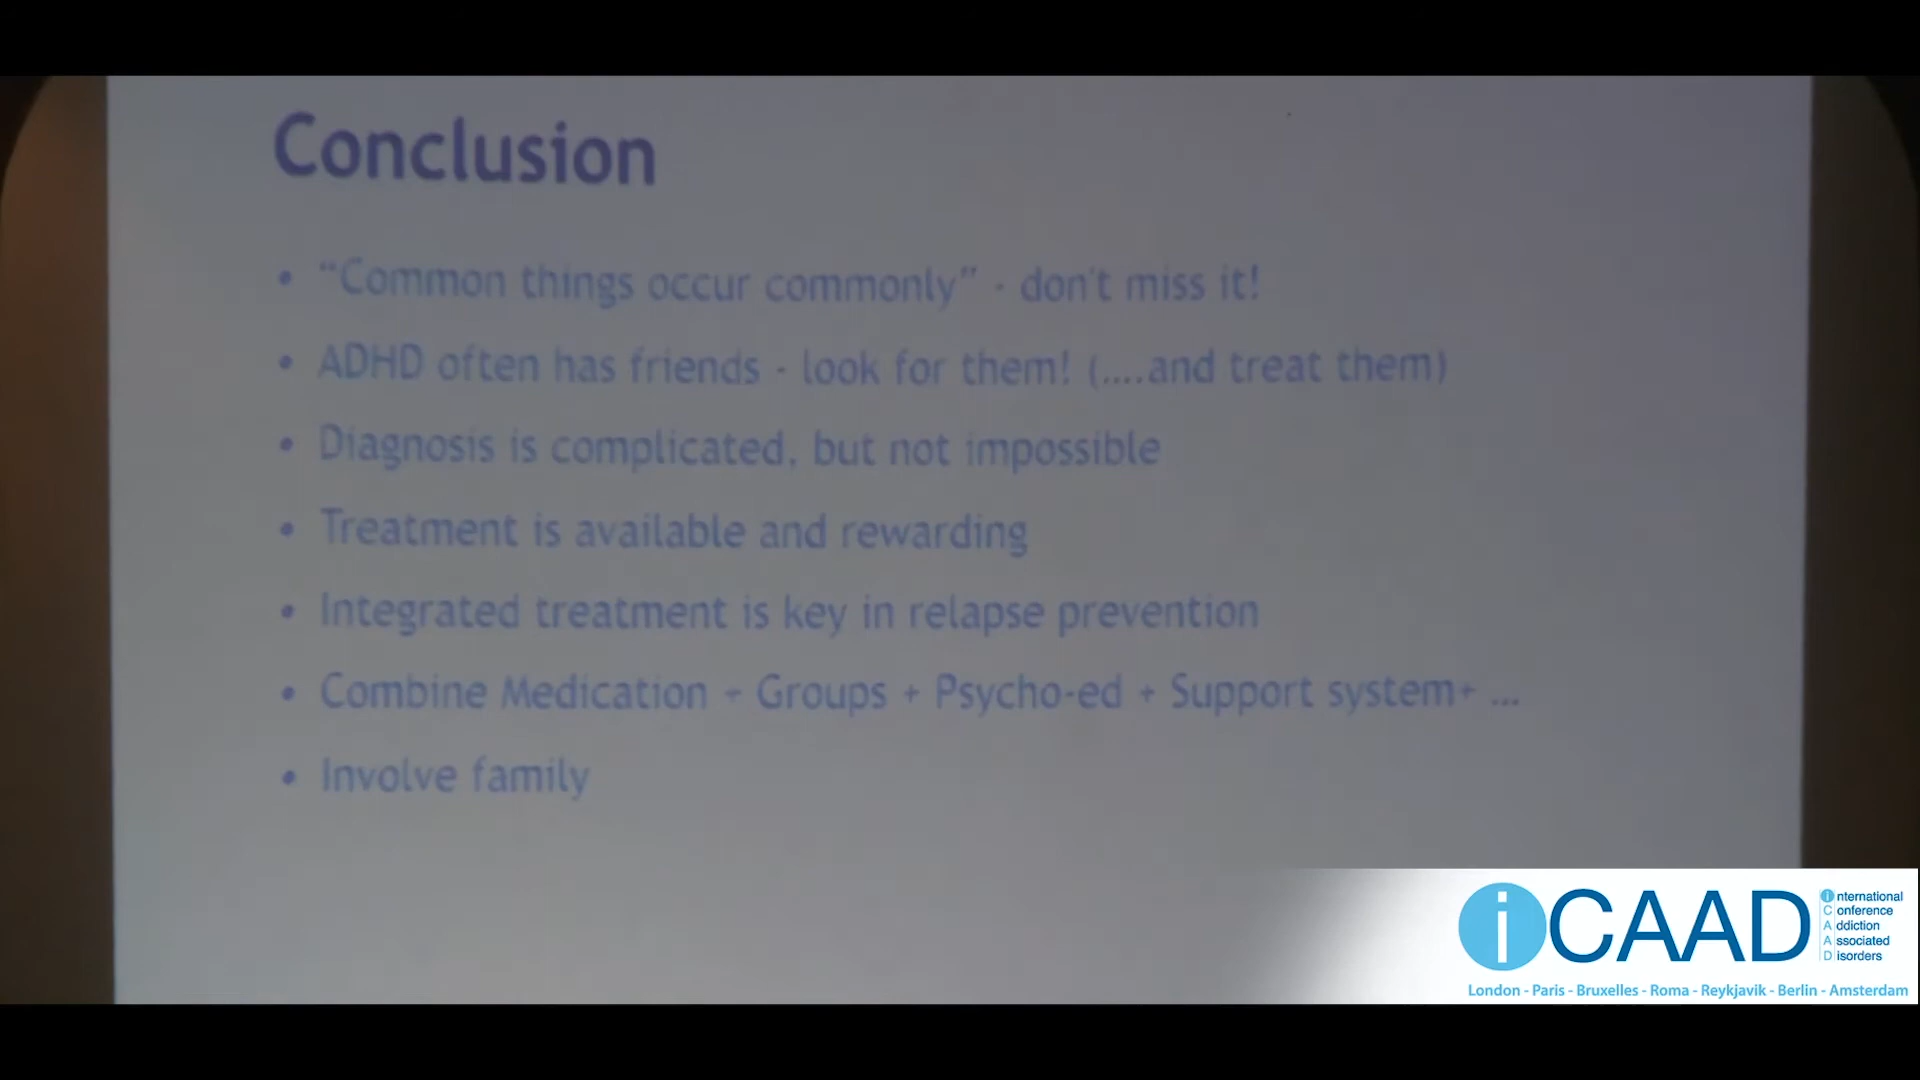 Conclusion
• “Common things occur commonly” - don't miss it!
• ADHD often has friends - look for them! (....and treat them)
• Diagnosis is complicated, but not impossible
• Treatment is available and rewarding
• Integrated treatment is key in relapse prevention
• Combine Medication + Groups + Psycho-ed + Support system+ ...
• Involve family
iCAAD
International
Conference
Addiction
Associated
Disorders
London - Paris - Bruxelles - Roma - Reykjavik - Berlin - Amsterdam